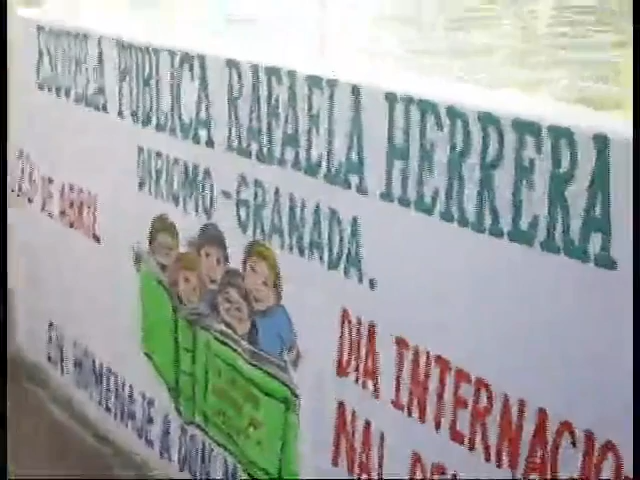 ESCUELA PUBLICA RAFAELA HERRERA
DIRIOMO-GRANADA.
23 DE ABRIL
DIA INTERNACIO
NAL DE
EN HOMENAJE A